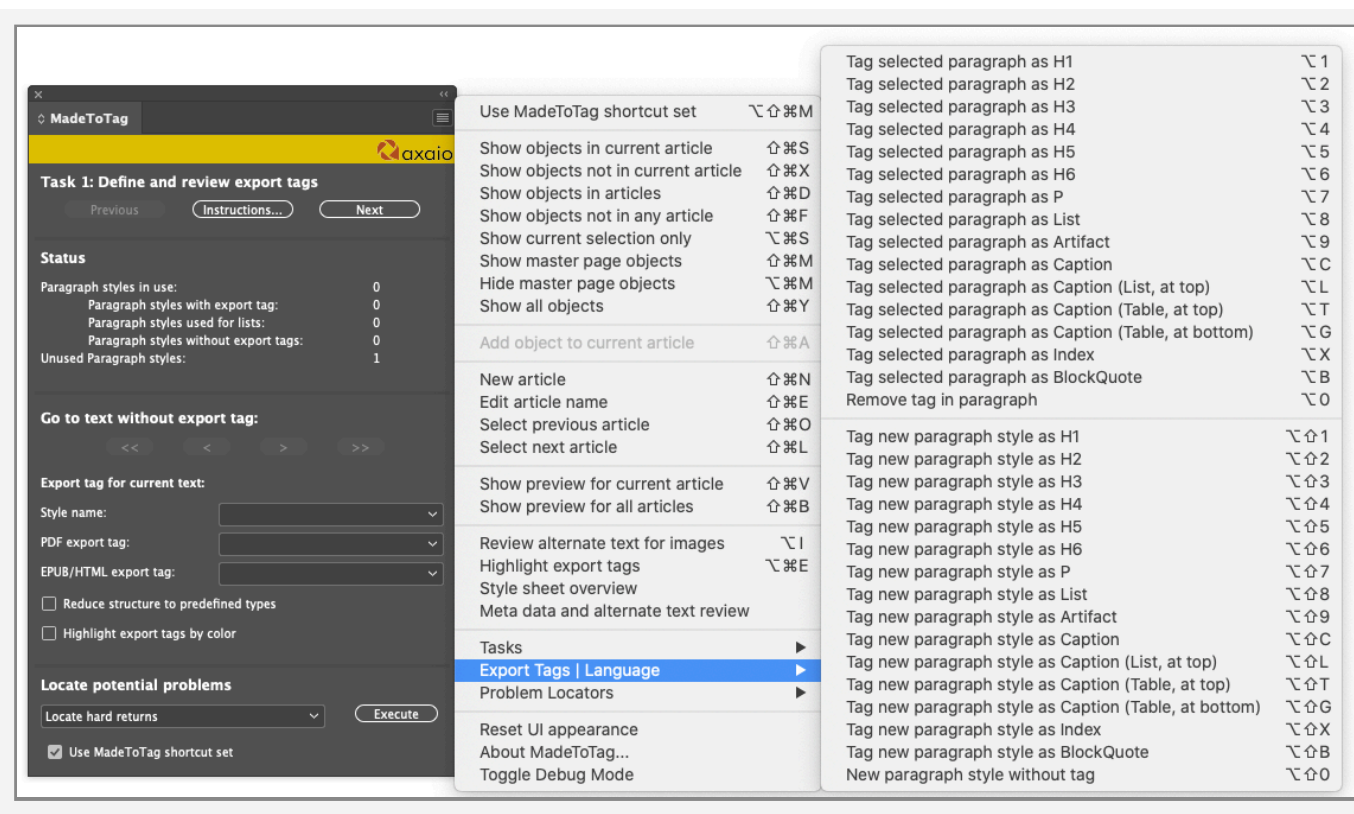 MadeToTag
axaio
Task 1: Define and review export tags
Previous Instructions... Next
Status
Paragraph styles in use: 0
Paragraph styles with export tag: 0
Paragraph styles used for lists: 0
Paragraph styles without export tags: 0
Unused Paragraph styles: 1
Go to text without export tag:
<< < > >>
Export tag for current text:
Style name:
PDF export tag:
EPUB/HTML export tag:
Reduce structure to predefined types
Highlight export tags by color
Locate potential problems
Locate hard returns Execute
Use MadeToTag shortcut set
Use MadeToTag shortcut set ⌥⇧⌘M
Show objects in current article ⇧⌘S
Show objects not in current article ⇧⌘X
Show objects in articles ⇧⌘D
Show objects not in any article ⇧⌘F
Show current selection only ⌥⌘S
Show master page objects ⇧⌘M
Hide master page objects ⌥⌘M
Show all objects ⇧⌘Y
Add object to current article ⇧⌘A
New article ⇧⌘N
Edit article name ⇧⌘E
Select previous article ⇧⌘O
Select next article ⇧⌘L
Show preview for current article ⇧⌘V
Show preview for all articles ⇧⌘B
Review alternate text for images ⌥I
Highlight export tags ⌥⌘E
Style sheet overview
Meta data and alternate text review
Tasks
Export Tags | Language
Problem Locators
Reset UI appearance
About MadeToTag...
Toggle Debug Mode
Tag selected paragraph as H1 ⌥1
Tag selected paragraph as H2 ⌥2
Tag selected paragraph as H3 ⌥3
Tag selected paragraph as H4 ⌥4
Tag selected paragraph as H5 ⌥5
Tag selected paragraph as H6 ⌥6
Tag selected paragraph as P ⌥7
Tag selected paragraph as List ⌥8
Tag selected paragraph as Artifact ⌥9
Tag selected paragraph as Caption ⌥C
Tag selected paragraph as Caption (List, at top) ⌥L
Tag selected paragraph as Caption (Table, at top) ⌥T
Tag selected paragraph as Caption (Table, at bottom) ⌥G
Tag selected paragraph as Index ⌥X
Tag selected paragraph as BlockQuote ⌥B
Remove tag in paragraph ⌥0
Tag new paragraph style as H1 ⌥⇧1
Tag new paragraph style as H2 ⌥⇧2
Tag new paragraph style as H3 ⌥⇧3
Tag new paragraph style as H4 ⌥⇧4
Tag new paragraph style as H5 ⌥⇧5
Tag new paragraph style as H6 ⌥⇧6
Tag new paragraph style as P ⌥⇧7
Tag new paragraph style as List ⌥⇧8
Tag new paragraph style as Artifact ⌥⇧9
Tag new paragraph style as Caption ⌥⇧C
Tag new paragraph style as Caption (List, at top) ⌥⇧L
Tag new paragraph style as Caption (Table, at top) ⌥⇧T
Tag new paragraph style as Caption (Table, at bottom) ⌥⇧G
Tag new paragraph style as Index ⌥⇧X
Tag new paragraph style as BlockQuote ⌥⇧B
New paragraph style without tag ⌥⇧0